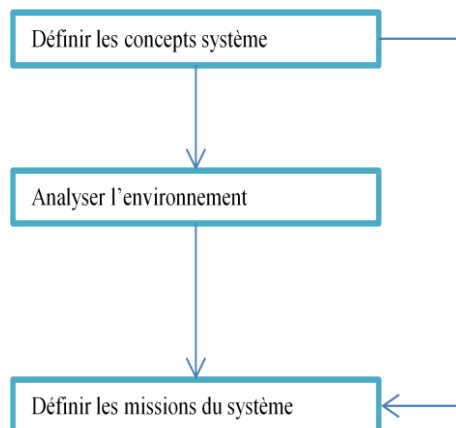 Définir les concepts système
Analyser l’environnement
Définir les missions du système